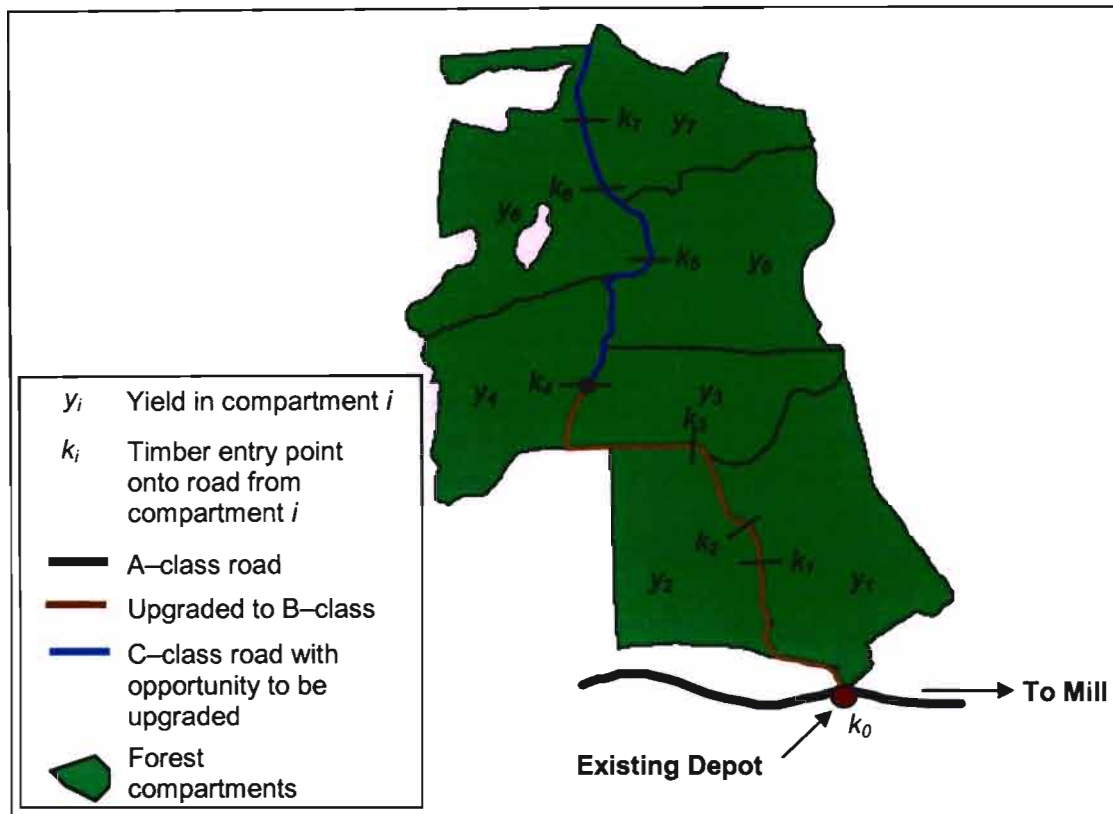 k₇ y₇
k₆
y₆
k₅ y₅
k₄
y₄ y₃
k₃
k₂
k₁
y₂ y₁
k₀
To Mill
Existing Depot
yᵢ Yield in compartment i
kᵢ Timber entry point
onto road from
compartment i
A–class road
Upgraded to B–class
C–class road with
opportunity to be
upgraded
Forest
compartments